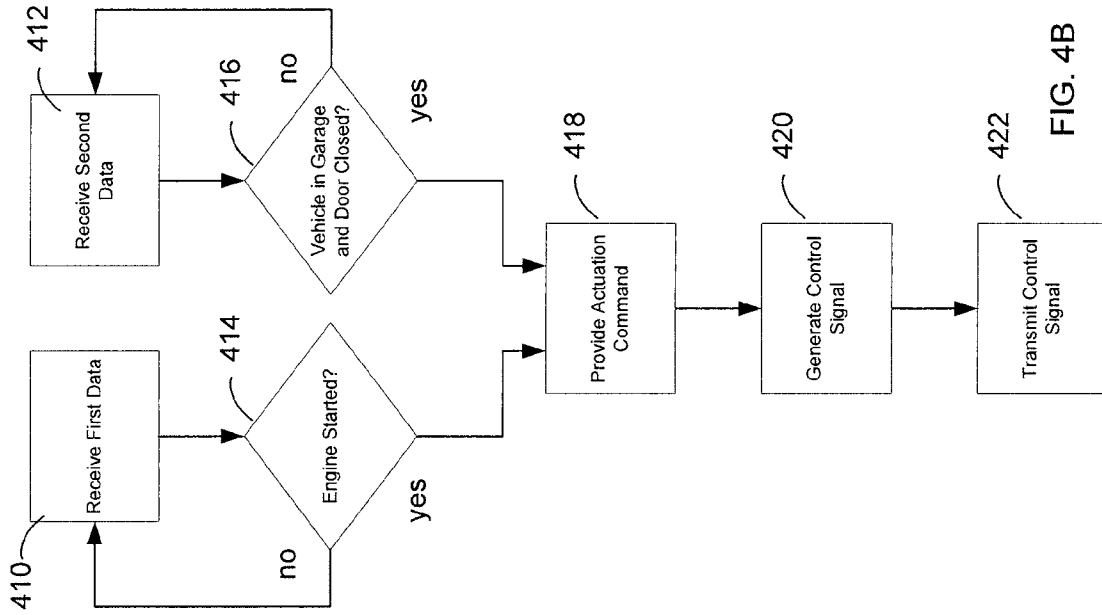 410
Receive First Data
412
Receive Second
Data
414
Engine Started?
no
yes
416
Vehicle in Garage
and Door Closed?
no
yes
418
Provide Actuation
Command
420
Generate Control
Signal
422
Transmit Control
Signal
FIG. 4B